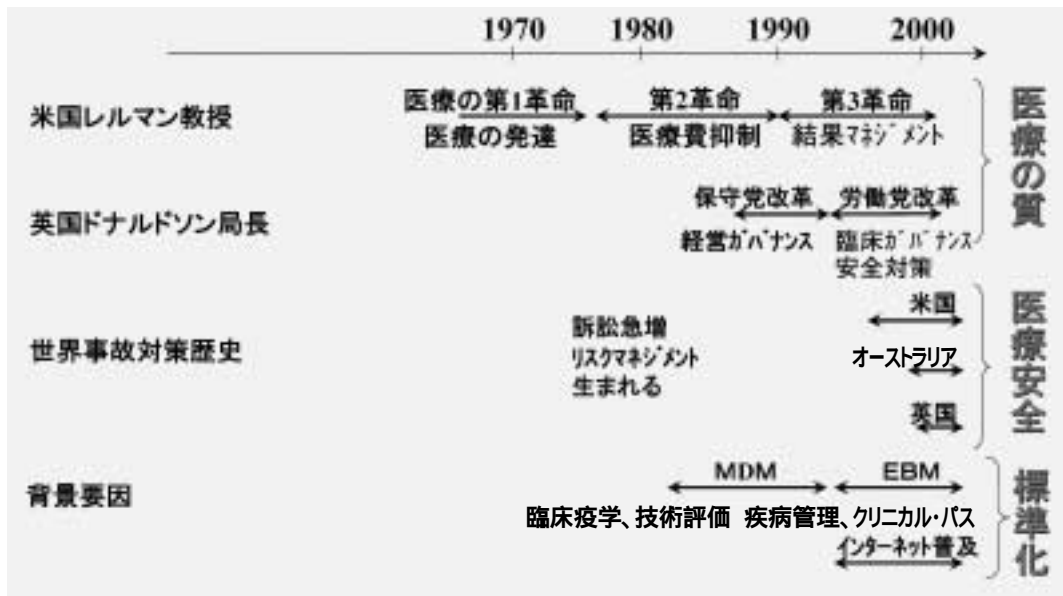 1970 1980 1990 2000
米国レルマン教授
医療の第1革命 第2革命 第3革命
医療の発達 医療費抑制 結果マネジメント
医療の質
英国ドナルドソン局長
保守党改革 労働党改革
経営ガバナンス 臨床ガバナンス
安全対策
世界事故対策歴史
訴訟急増
リスクマネジメント
生まれる
米国
オーストラリア
英国
医療安全
背景要因
MDM EBM
臨床疫学、技術評価 疾病管理、クリニカル・パス
インターネット普及
標準化